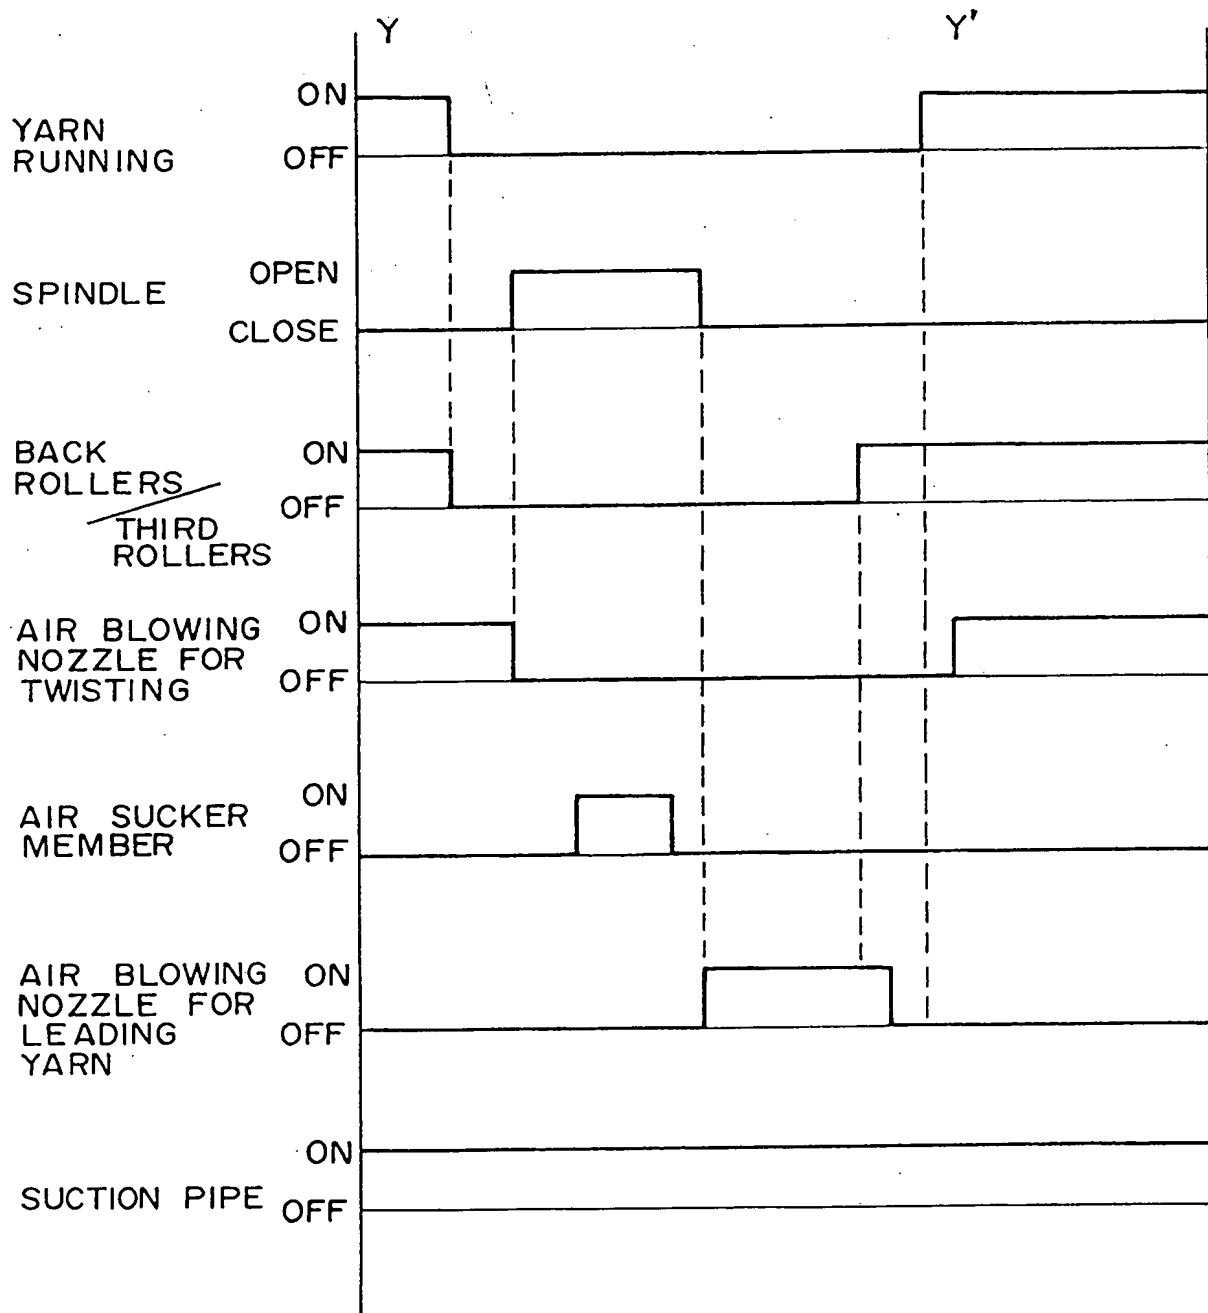 Y Y'
YARN
RUNNING
ON
OFF
SPINDLE
OPEN
CLOSE
BACK
ROLLERS
THIRD
ROLLERS
ON
OFF
AIR BLOWING
NOZZLE FOR
TWISTING
ON
OFF
AIR SUCKER
MEMBER
ON
OFF
AIR BLOWING
NOZZLE FOR
LEADING
YARN
ON
OFF
SUCTION PIPE
ON
OFF